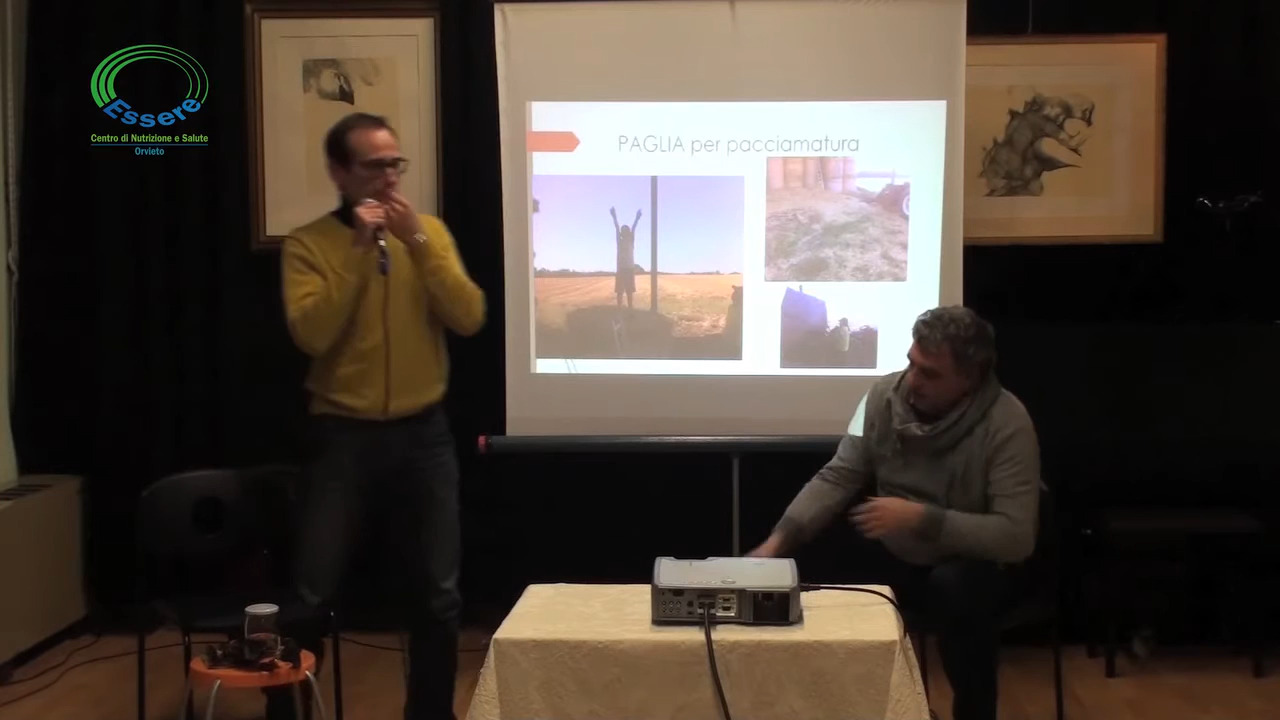 Essere
Centro di Nutrizione e Salute
Orvieto
PAGLIA per pacciamatura